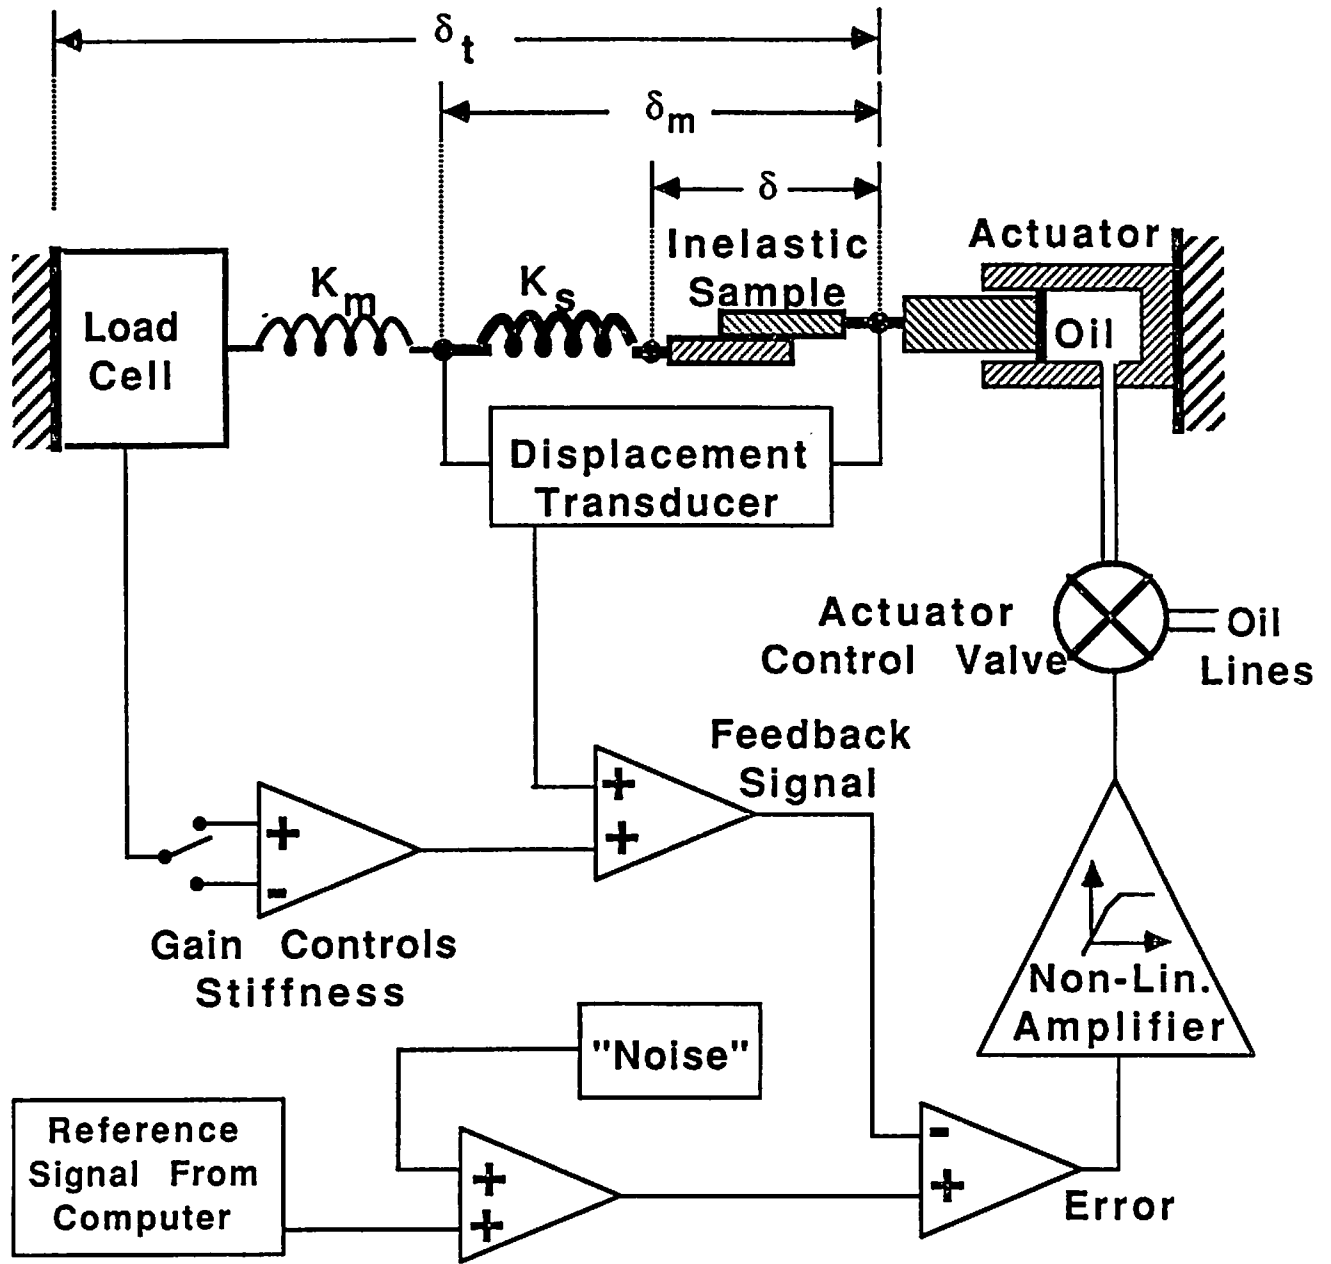 δt
δm
δ
Inelastic
Sample
Actuator
Km
Ks
Load
Cell
Oil
Displacement
Transducer
Actuator
Control Valve
Oil
Lines
Feedback
Signal
+
+
+
-
Gain Controls
Stiffness
Non-Lin.
Amplifier
"Noise"
Reference
Signal From
Computer
+
+
-
+
Error